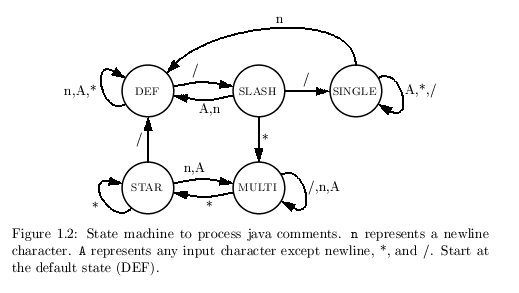 n
/
/
n,A,*
DEF
SLASH
SINGLE
A,*,/
A,n
/
*
n,A
STAR
MULTI
/,n,A
*
*
Figure 1.2: State machine to process java comments. n represents a newline
character. A represents any input character except newline, *, and /. Start at
the default state (DEF).